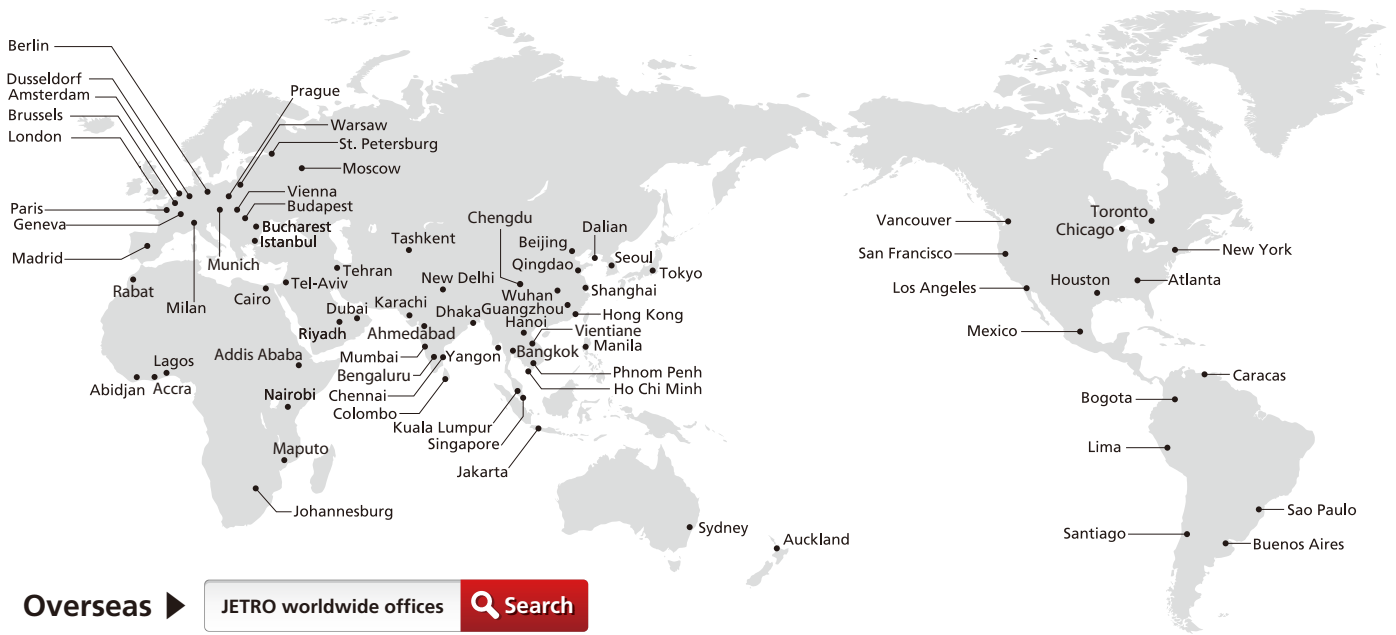 Berlin
Dusseldorf
Amsterdam
Brussels
London
Prague
Warsaw
St. Petersburg
Moscow
Vienna
Budapest
Bucharest
Istanbul
Paris
Geneva
Madrid
Munich
Milan
Rabat
Cairo
Tel-Aviv
Tehran
Tashkent
Chengdu
Beijing
Dalian
Qingdao
Seoul
Tokyo
New Delhi
Wuhan
Shanghai
Karachi
Dubai
Riyadh
Dhaka
Guangzhou
Hong Kong
Hanoi
Ahmedabad
Vientiane
Manila
Mumbai
Yangon
Bangkok
Bengaluru
Phnom Penh
Ho Chi Minh
Chennai
Colombo
Kuala Lumpur
Singapore
Jakarta
Addis Ababa
Lagos
Abidjan
Accra
Nairobi
Maputo
Johannesburg
Sydney
Auckland
Vancouver
San Francisco
Los Angeles
Mexico
Toronto
Chicago
New York
Houston
Atlanta
Caracas
Bogota
Lima
Sao Paulo
Santiago
Buenos Aires
Overseas
JETRO worldwide offices
Search